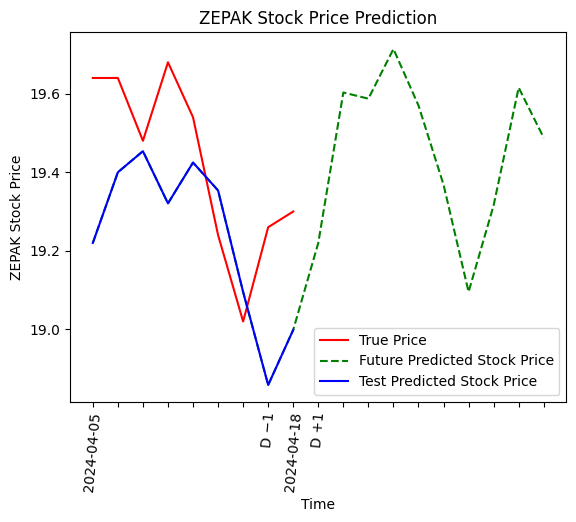 ZEPAK Stock Price Prediction
ZEPAK Stock Price
19.6
19.4
19.2
19.0
True Price
Future Predicted Stock Price
Test Predicted Stock Price
2024-04-05
D −1
2024-04-18
D +1
Time